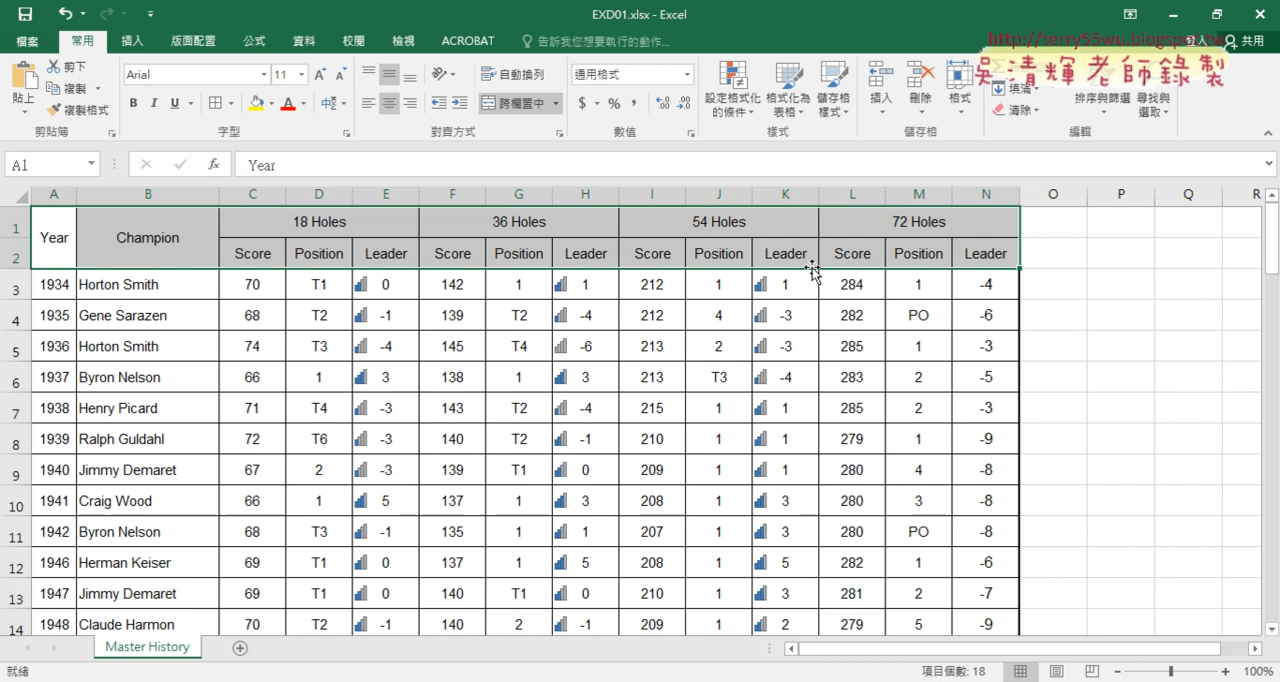 EXD01.xlsx - Excel
檔案 常用 插入 版面配置 公式 資料 校閱 檢視 ACROBAT 告訴我您想要執行的動作... 共用
http://terry55wu.blogspot.tw
吳清輝老師錄製
貼上 剪下 複製 複製格式 剪貼簿
Arial 11 B I U 字型
自動換列 跨欄置中 對齊方式
通用格式 $ % , 數值
設定格式化的條件 格式化為表格 儲存格樣式 樣式
插入 刪除 格式 儲存格
填滿 清除 排序與篩選 尋找與選取 編輯
A1 fx Year
A B C D E F G H I J K L M N O P Q R
1 Year Champion 18 Holes 36 Holes 54 Holes 72 Holes
2 Score Position Leader Score Position Leader Score Position Leader Score Position Leader
3 1934 Horton Smith 70 T1 0 142 1 1 212 1 1 284 1 -4
4 1935 Gene Sarazen 68 T2 -1 139 T2 -4 212 4 -3 282 PO -6
5 1936 Horton Smith 74 T3 -4 145 T4 -6 213 2 -3 285 1 -3
6 1937 Byron Nelson 66 1 3 138 1 3 213 T3 -4 283 2 -5
7 1938 Henry Picard 71 T4 -3 143 T2 -4 215 1 1 285 2 -3
8 1939 Ralph Guldahl 72 T6 -3 140 T2 -1 210 1 1 279 1 -9
9 1940 Jimmy Demaret 67 2 -3 139 T1 0 209 1 1 280 4 -8
10 1941 Craig Wood 66 1 5 137 1 3 208 1 3 280 3 -8
11 1942 Byron Nelson 68 T3 -1 135 1 1 207 1 3 280 PO -8
12 1946 Herman Keiser 69 T1 0 137 1 5 208 1 5 282 1 -6
13 1947 Jimmy Demaret 69 T1 0 140 T1 0 210 1 3 281 2 -7
14 1948 Claude Harmon 70 T2 -1 140 2 -1 209 1 2 279 5 -9
Master History
就緒 項目個數: 18 100%